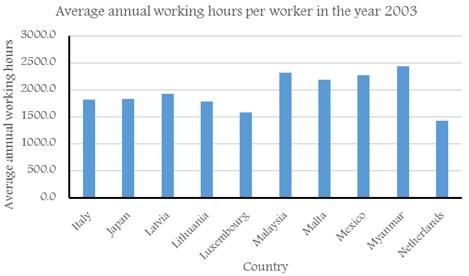 Average annual working hours per worker in the year 2003
Average annual working hours
3000.0
2500.0
2000.0
1500.0
1000.0
500.0
0.0
Italy
Japan
Latvia
Lithuania
Luxembourg
Malaysia
Malta
Mexico
Myanmar
Netherlands
Country